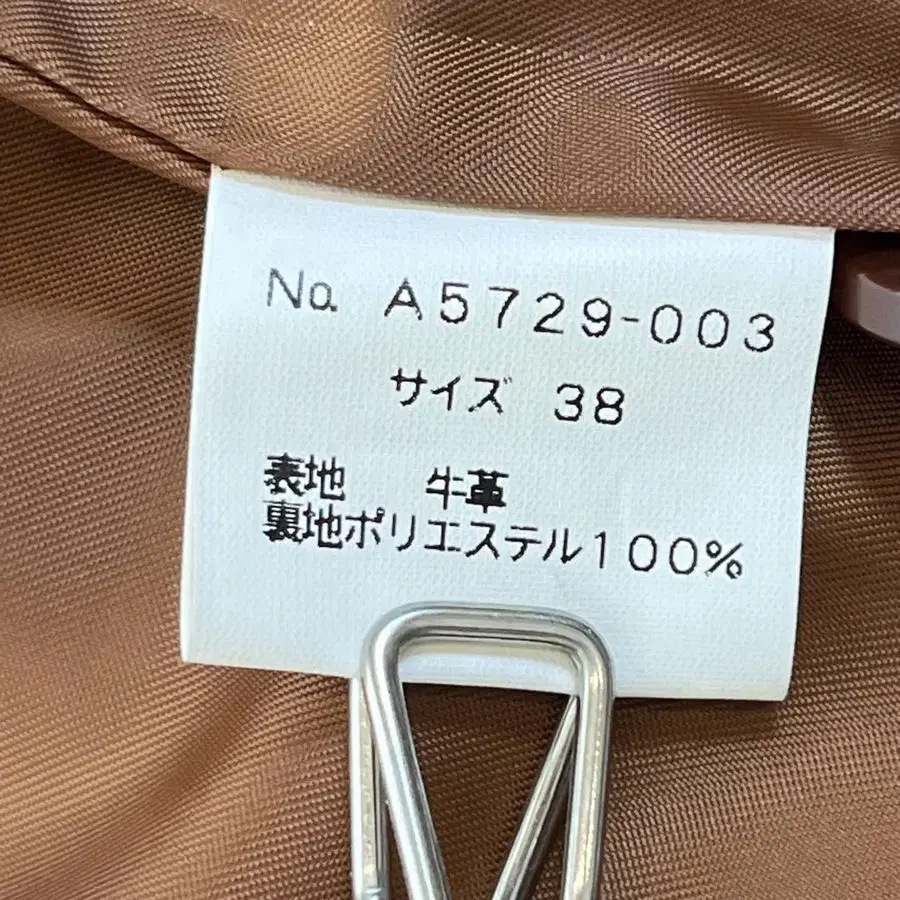 No. A5729-003
サイズ 38
表地 牛革
裏地ポリエステル100%